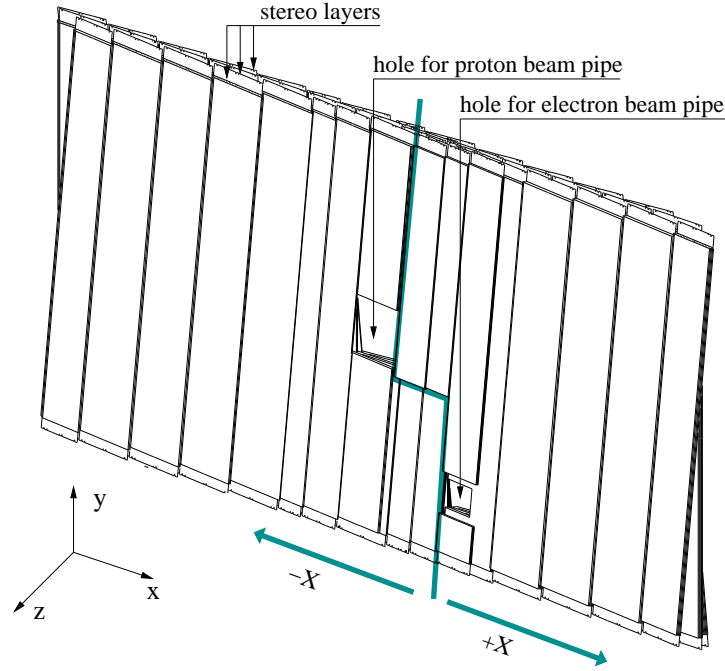 stereo layers
hole for proton beam pipe
hole for electron beam pipe
y
x
z
−X
+X